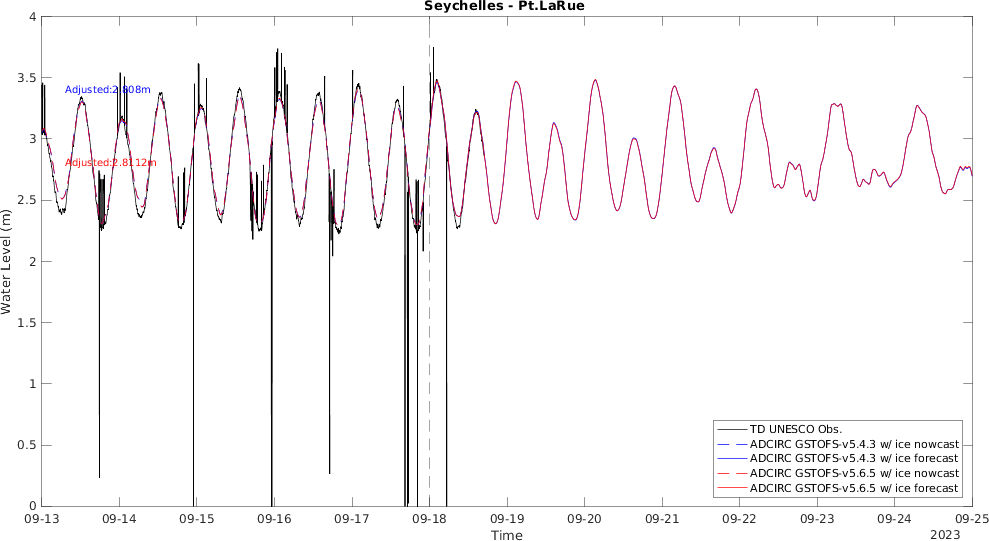 Seychelles - Pt.LaRue
4
3.5
3
2.5
2
1.5
1
0.5
0
Water Level (m)
Adjusted:2.808m
Adjusted:2.8112m
TD UNESCO Obs.
ADCIRC GSTOFS-v5.4.3 w/ ice nowcast
ADCIRC GSTOFS-v5.4.3 w/ ice forecast
ADCIRC GSTOFS-v5.6.5 w/ ice nowcast
ADCIRC GSTOFS-v5.6.5 w/ ice forecast
09-13 09-14 09-15 09-16 09-17 09-18 09-19 09-20 09-21 09-22 09-23 09-24 09-25
Time
2023